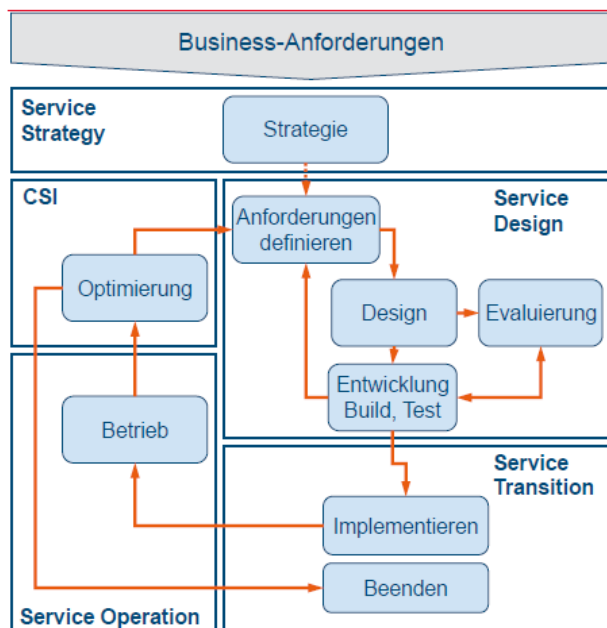 Business-Anforderungen
Service
Strategy
Strategie
CSI
Service
Design
Anforderungen
definieren
Optimierung
Design
Evaluierung
Entwicklung
Build, Test
Betrieb
Service
Transition
Implementieren
Beenden
Service Operation